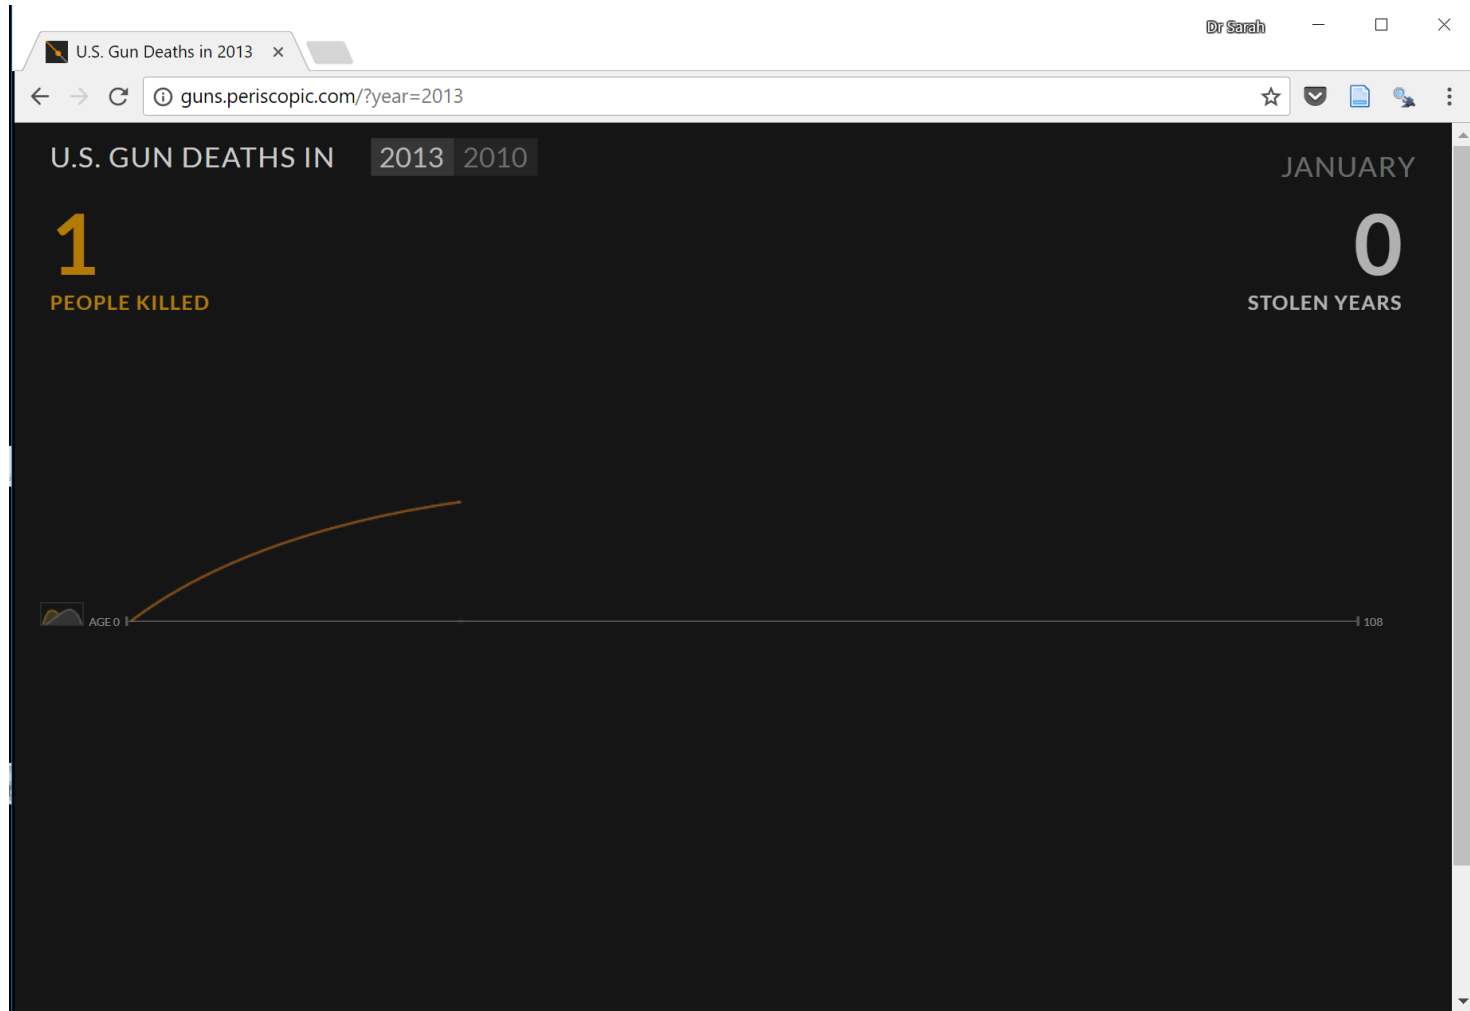 Dr Sarah
U.S. Gun Deaths in 2013
guns.periscopic.com/?year=2013
U.S. GUN DEATHS IN 2013 2010
JANUARY
1
PEOPLE KILLED
0
STOLEN YEARS
AGE 0
108